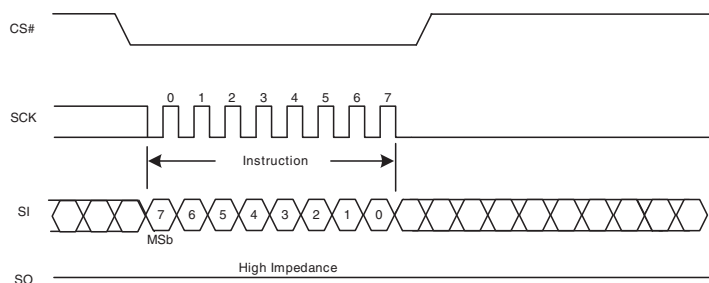 CS#
0 1 2 3 4 5 6 7
SCK
Instruction
SI
7 6 5 4 3 2 1 0
MSb
High Impedance
SO